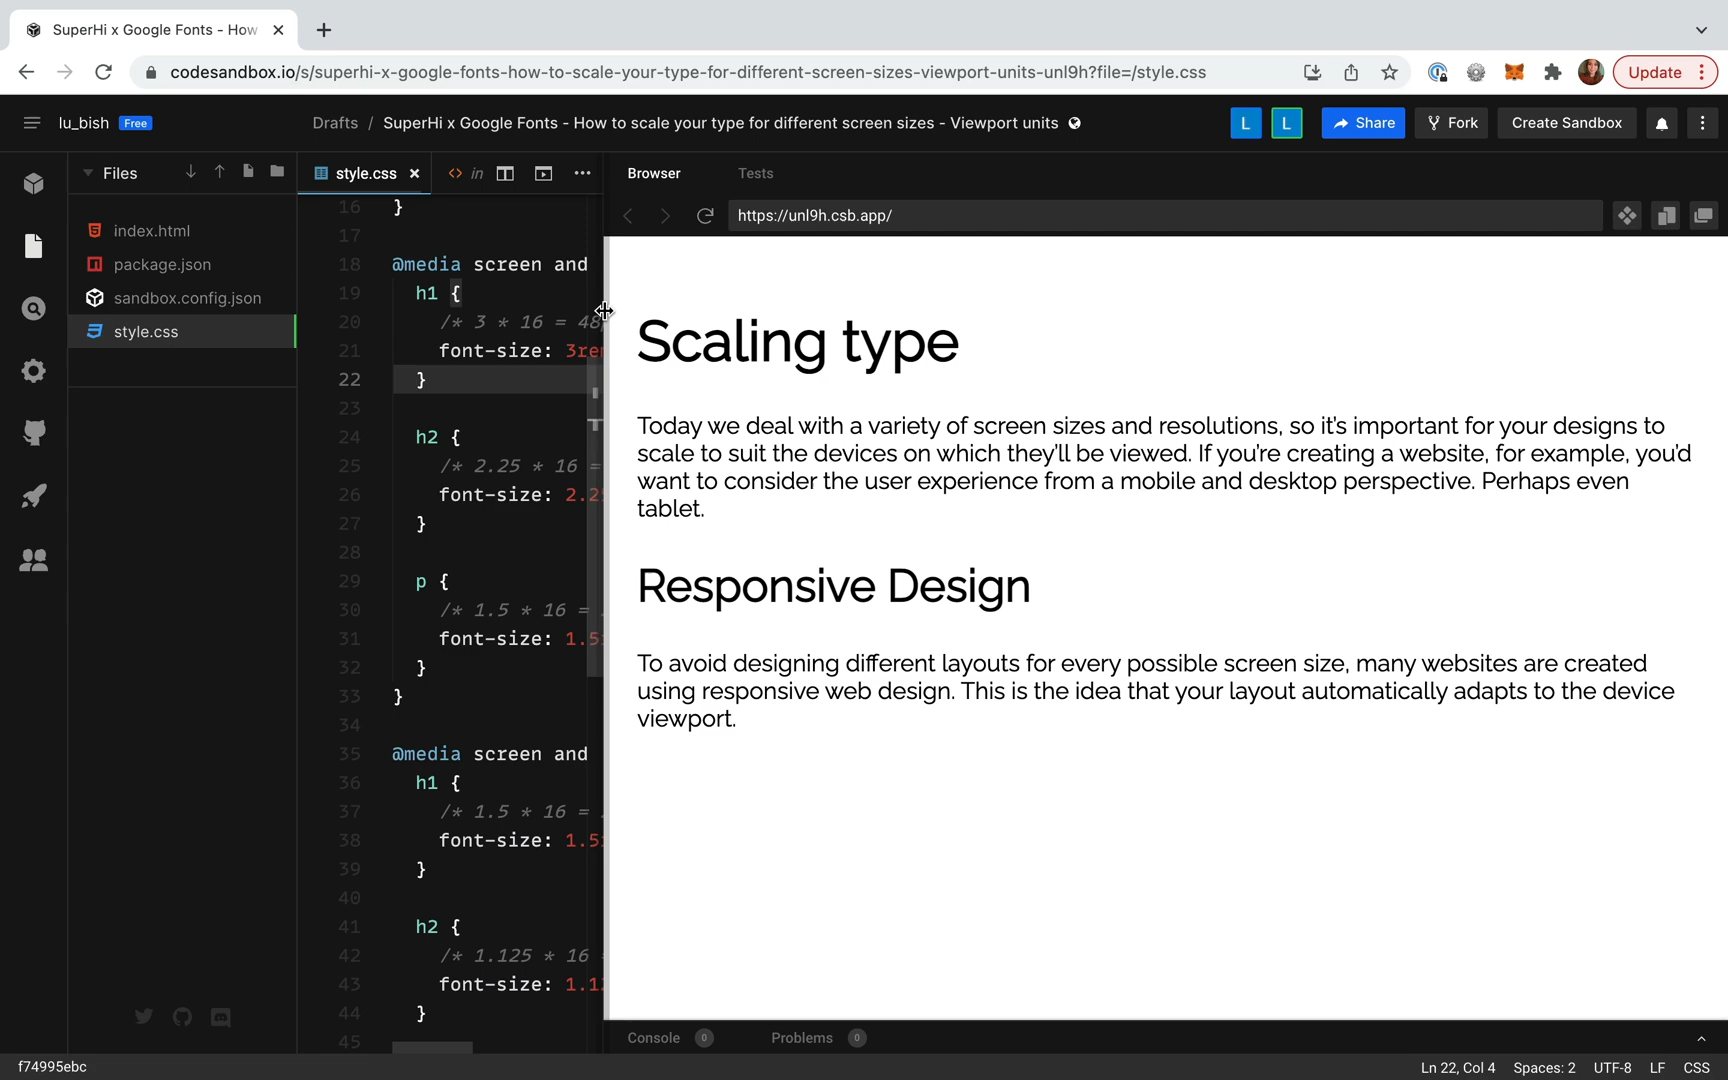 SuperHi x Google Fonts - How
codesandbox.io/s/superhi-x-google-fonts-how-to-scale-your-type-for-different-screen-sizes-viewport-units-unl9h?file=/style.css
Update
lu_bish Free
Drafts / SuperHi x Google Fonts - How to scale your type for different screen sizes - Viewport units
L L Share Fork Create Sandbox
Files
index.html
package.json
sandbox.config.json
style.css
style.css
in
16 }
17
18 @media screen and
19 h1 {
20 /* 3 * 16 = 48
21 font-size: 3re
22 }
23
24 h2 {
25 /* 2.25 * 16 =
26 font-size: 2.2
27 }
28
29 p {
30 /* 1.5 * 16 =
31 font-size: 1.5
32 }
33 }
34
35 @media screen and
36 h1 {
37 /* 1.5 * 16 =
38 font-size: 1.5
39 }
40
41 h2 {
42 /* 1.125 * 16
43 font-size: 1.1
44 }
45
Browser Tests
https://unl9h.csb.app/
Scaling type
Today we deal with a variety of screen sizes and resolutions, so it's important for your designs to
scale to suit the devices on which they'll be viewed. If you're creating a website, for example, you'd
want to consider the user experience from a mobile and desktop perspective. Perhaps even
tablet.
Responsive Design
To avoid designing different layouts for every possible screen size, many websites are created
using responsive web design. This is the idea that your layout automatically adapts to the device
viewport.
Console 0 Problems 0
f74995ebc
Ln 22, Col 4 Spaces: 2 UTF-8 LF CSS